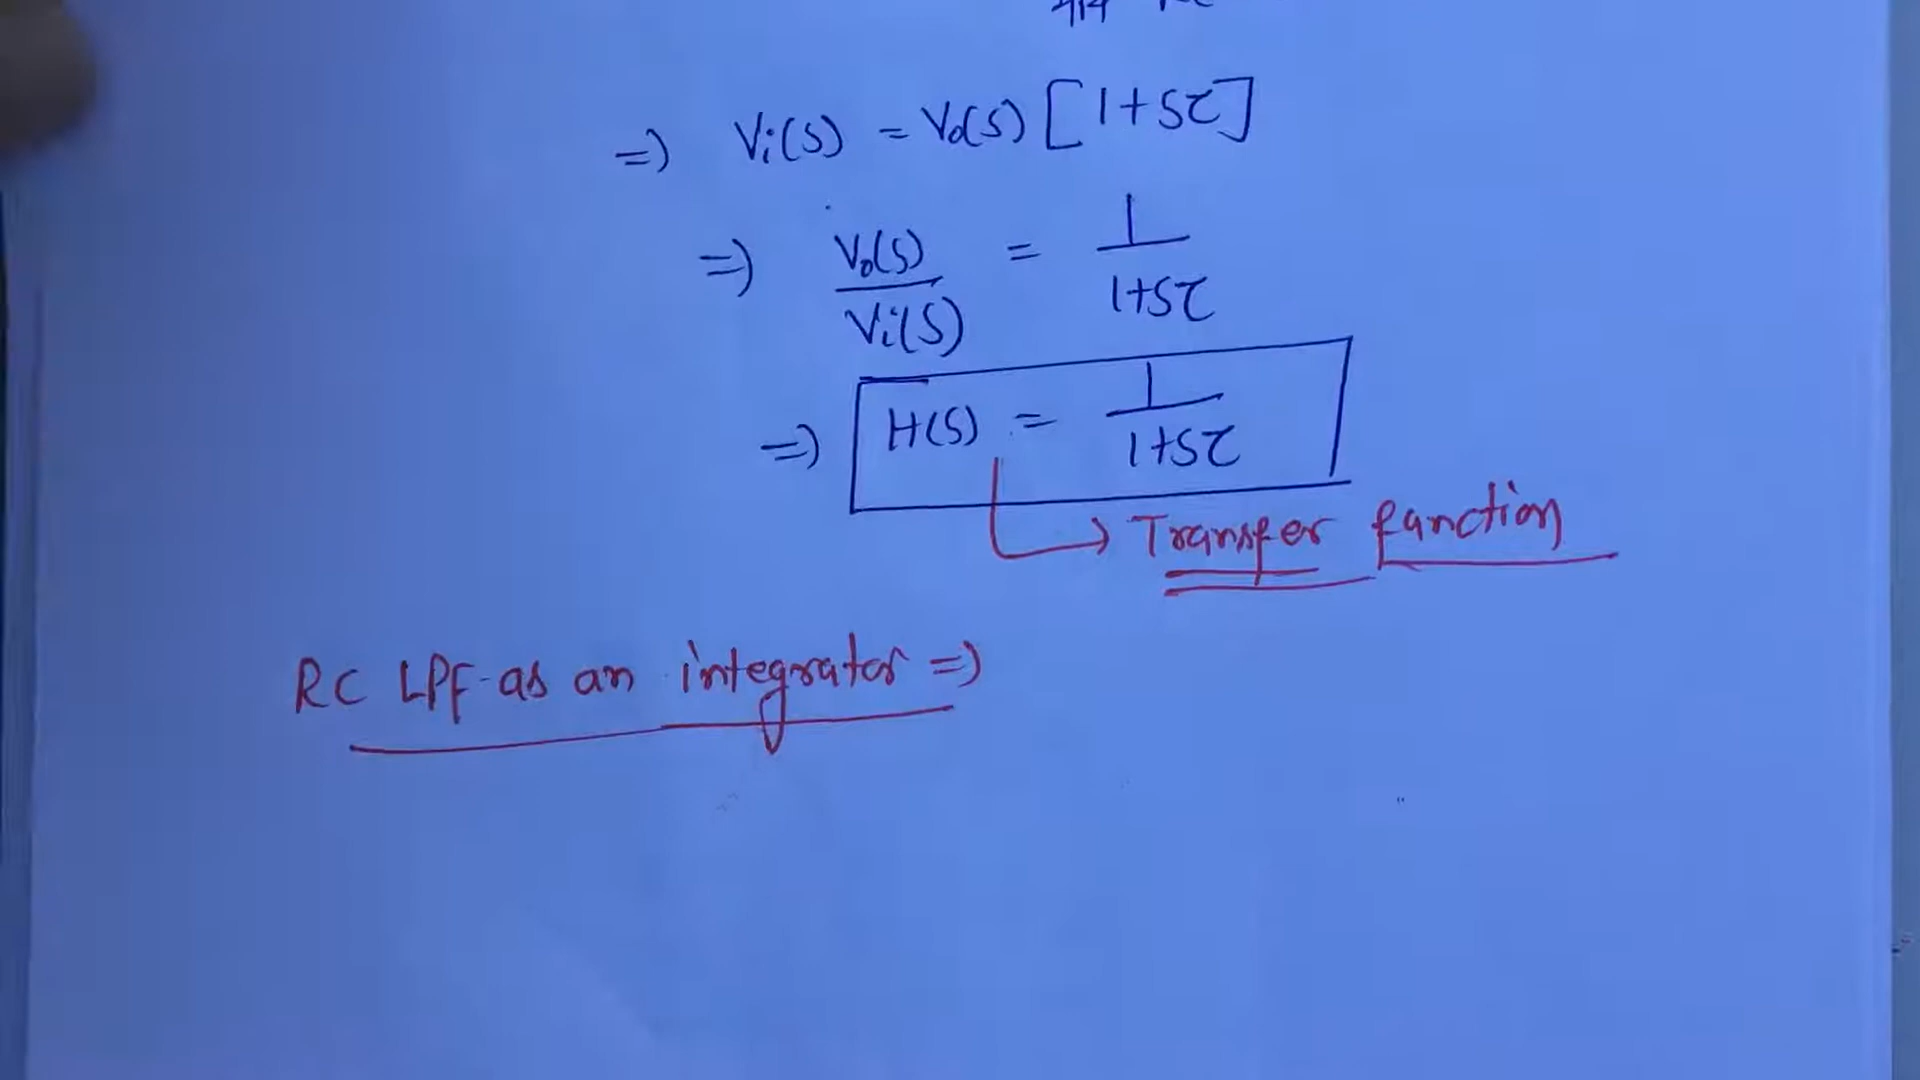 => Vi(s) = Vo(s) [1+sτ]
=> Vo(s)/Vi(s) = 1/1+sτ
=> H(s) = 1/1+sτ
→ Transfer function
RC LPF as an integrator =>